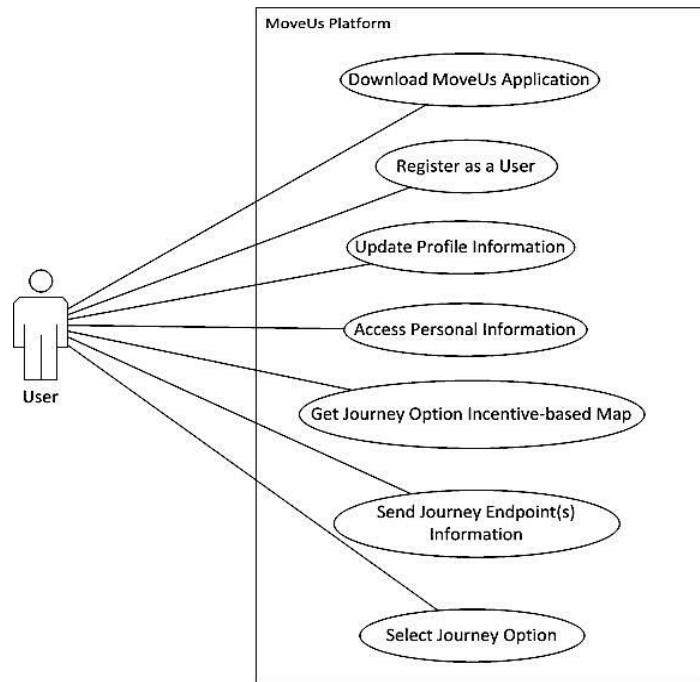 MoveUs Platform
Download MoveUs Application
Register as a User
Update Profile Information
Access Personal Information
User
Get Journey Option Incentive-based Map
Send Journey Endpoint(s)
Information
Select Journey Option